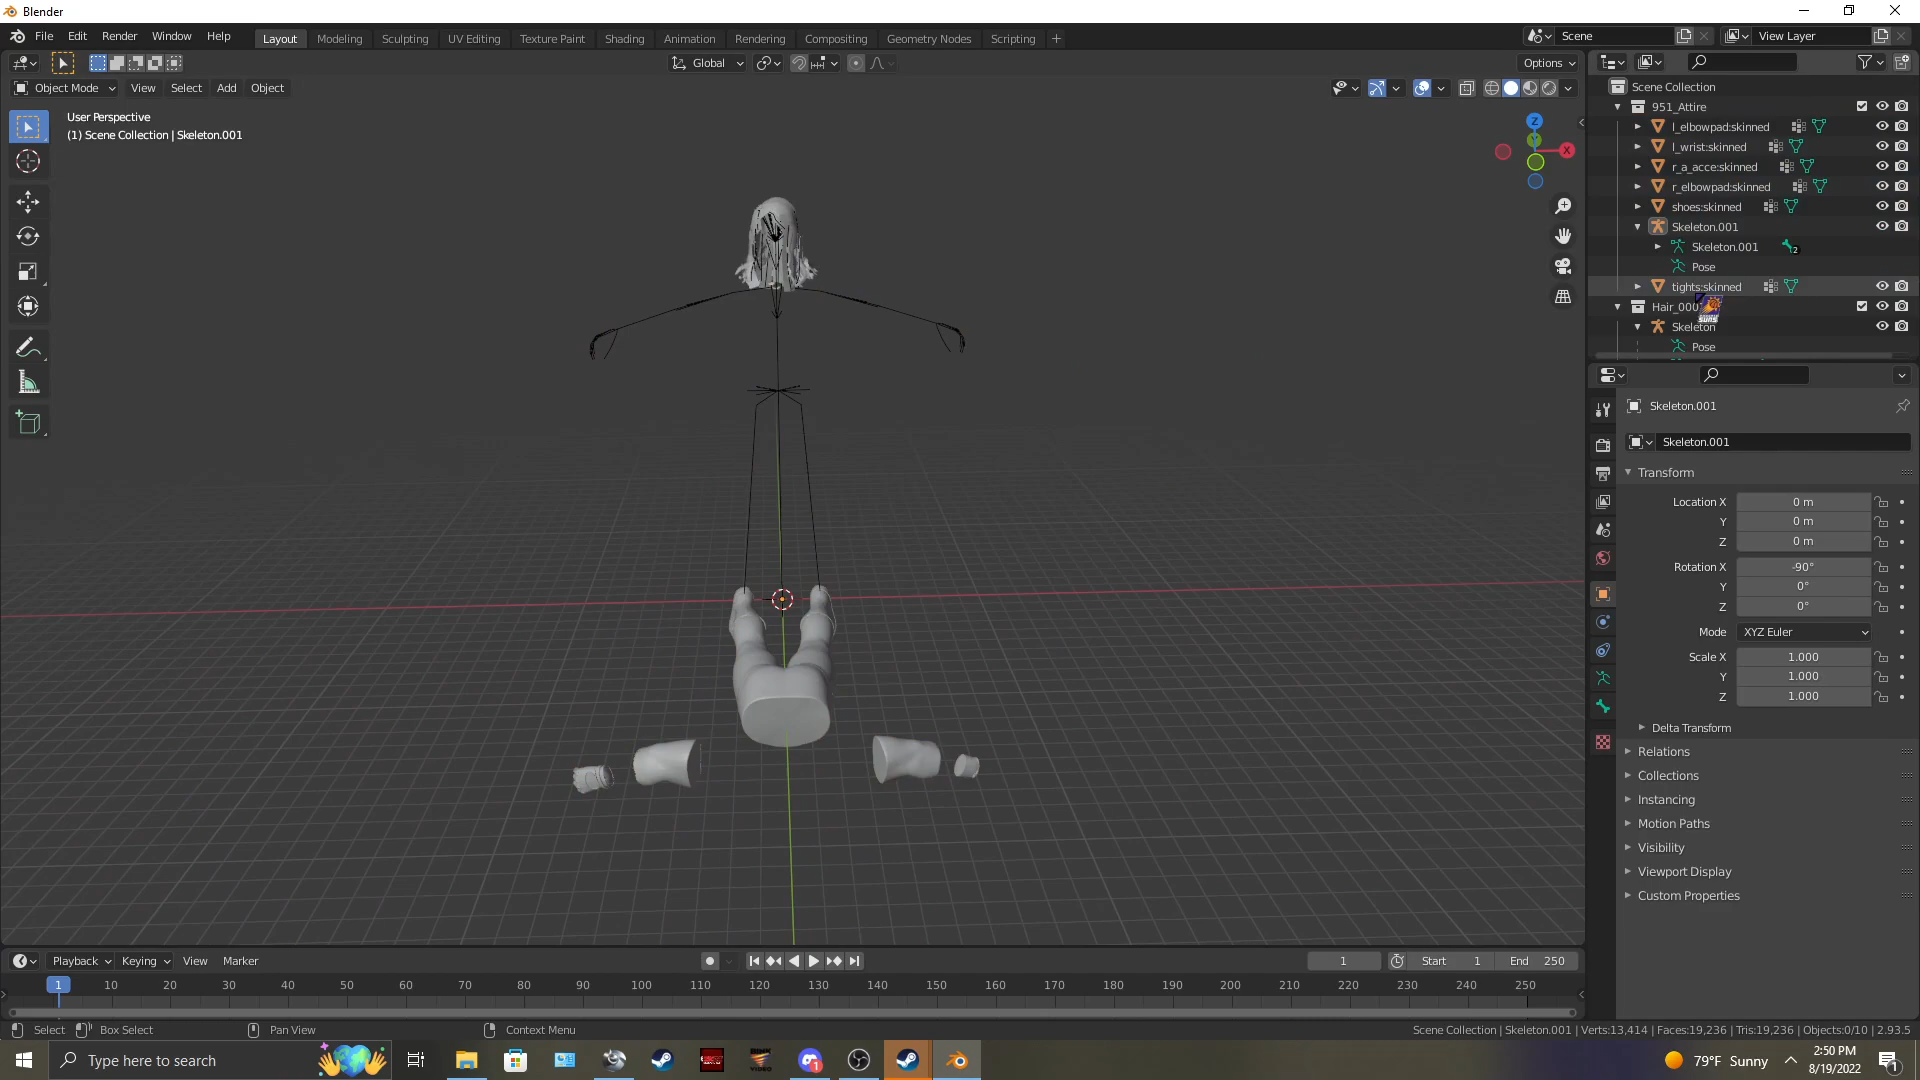 Blender
File Edit Render Window Help
Layout Modeling Sculpting UV Editing Texture Paint Shading Animation Rendering Compositing Geometry Nodes Scripting +
Scene
View Layer
Global
Options
Object Mode View Select Add Object
User Perspective
(1) Scene Collection | Skeleton.001
Z
X
Scene Collection
951_Attire
l_elbowpad:skinned
l_wrist:skinned
r_a_acce:skinned
r_elbowpad:skinned
shoes:skinned
Skeleton.001
Skeleton.001 2
Pose
tights:skinned
Hair_000
SUNS
Skeleton
Pose
Skeleton.001
Skeleton.001
Transform
Location X 0 m
Y 0 m
Z 0 m
Rotation X -90°
Y 0°
Z 0°
Mode XYZ Euler
Scale X 1.000
Y 1.000
Z 1.000
Delta Transform
Relations
Collections
Instancing
Motion Paths
Visibility
Viewport Display
Custom Properties
Playback Keying View Marker
1
Start 1 End 250
1 10 20 30 40 50 60 70 80 90 100 110 120 130 140 150 160 170 180 190 200 210 220 230 240 250
Select Box Select Pan View Context Menu
Scene Collection | Skeleton.001 | Verts:13,414 | Faces:19,236 | Tris:19,236 | Objects:0/10 | 2.93.5
Type here to search
1
79°F Sunny
2:50 PM
8/19/2022
1